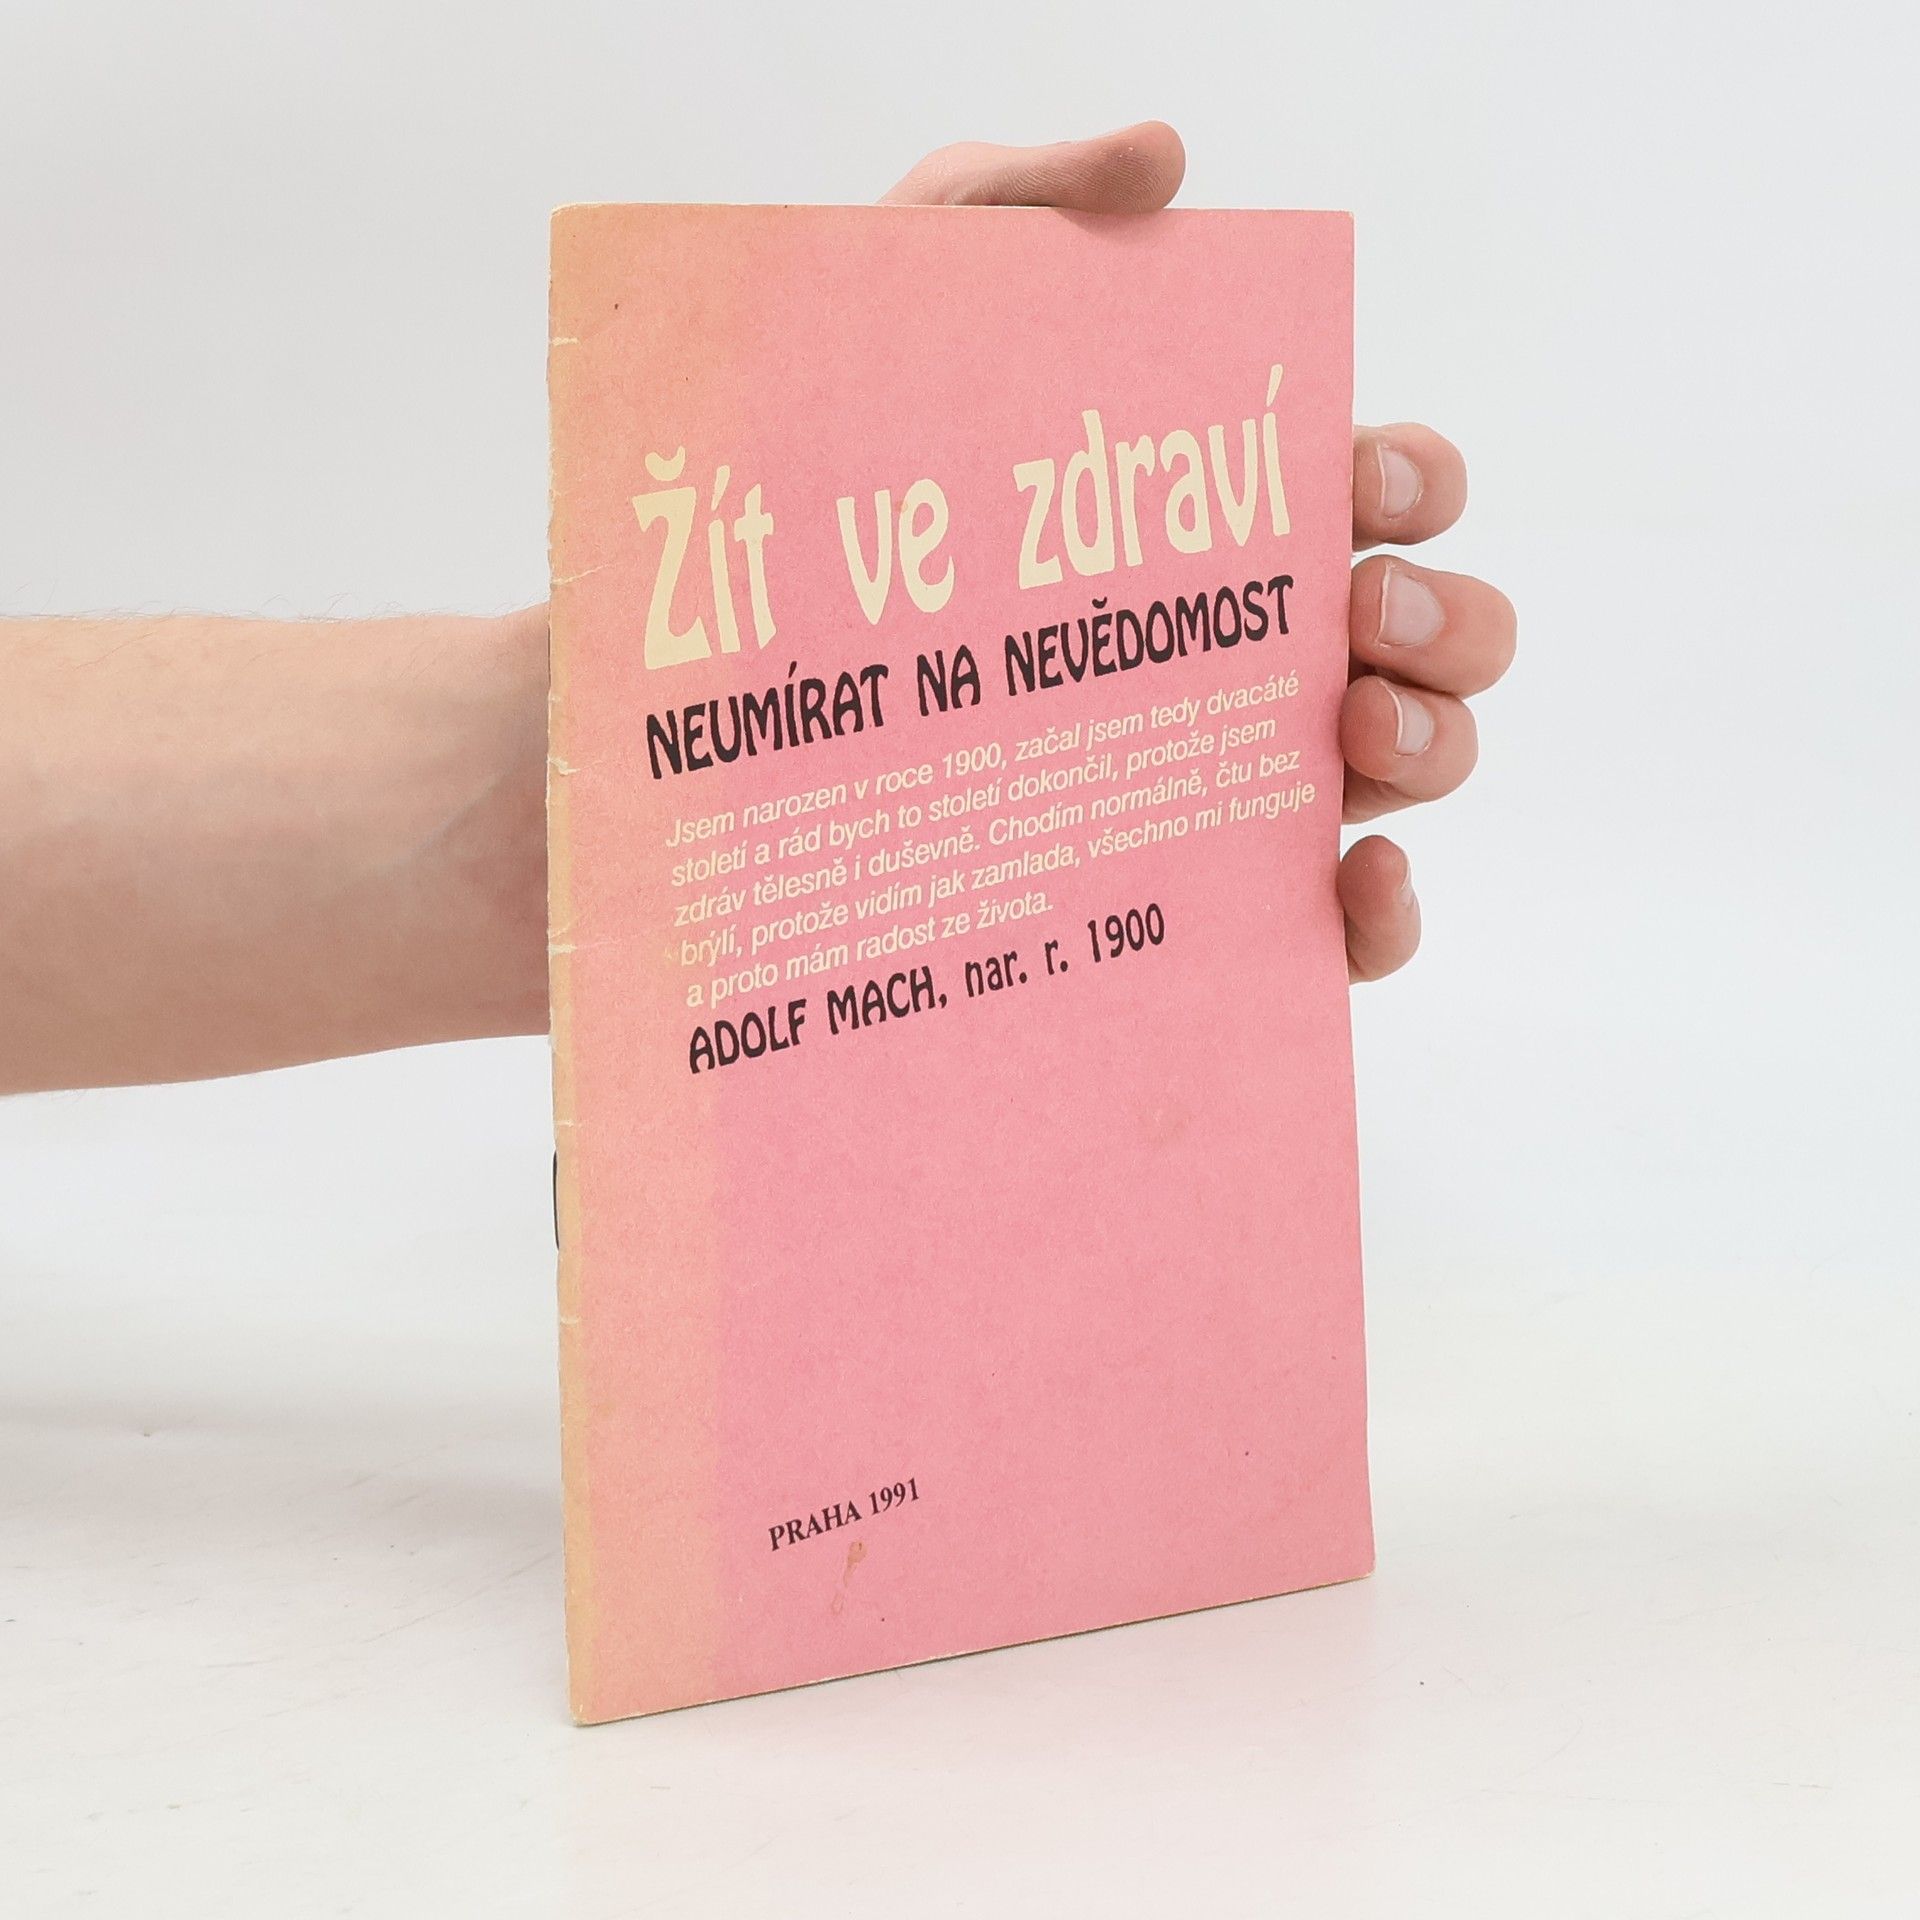 Žít ve zdraví
NEUMÍRAT NA NEVĚDOMOST
Jsem narozen v roce 1900, začal jsem tedy dvacáté
století a rád bych to století dokončil, protože jsem
zdráv tělesně i duševně. Chodím normálně, čtu bez
brýlí, protože vidím jak zamlada, všechno mi funguje
a proto mám radost ze života.
ADOLF MACH, nar. r. 1900
PRAHA 1991